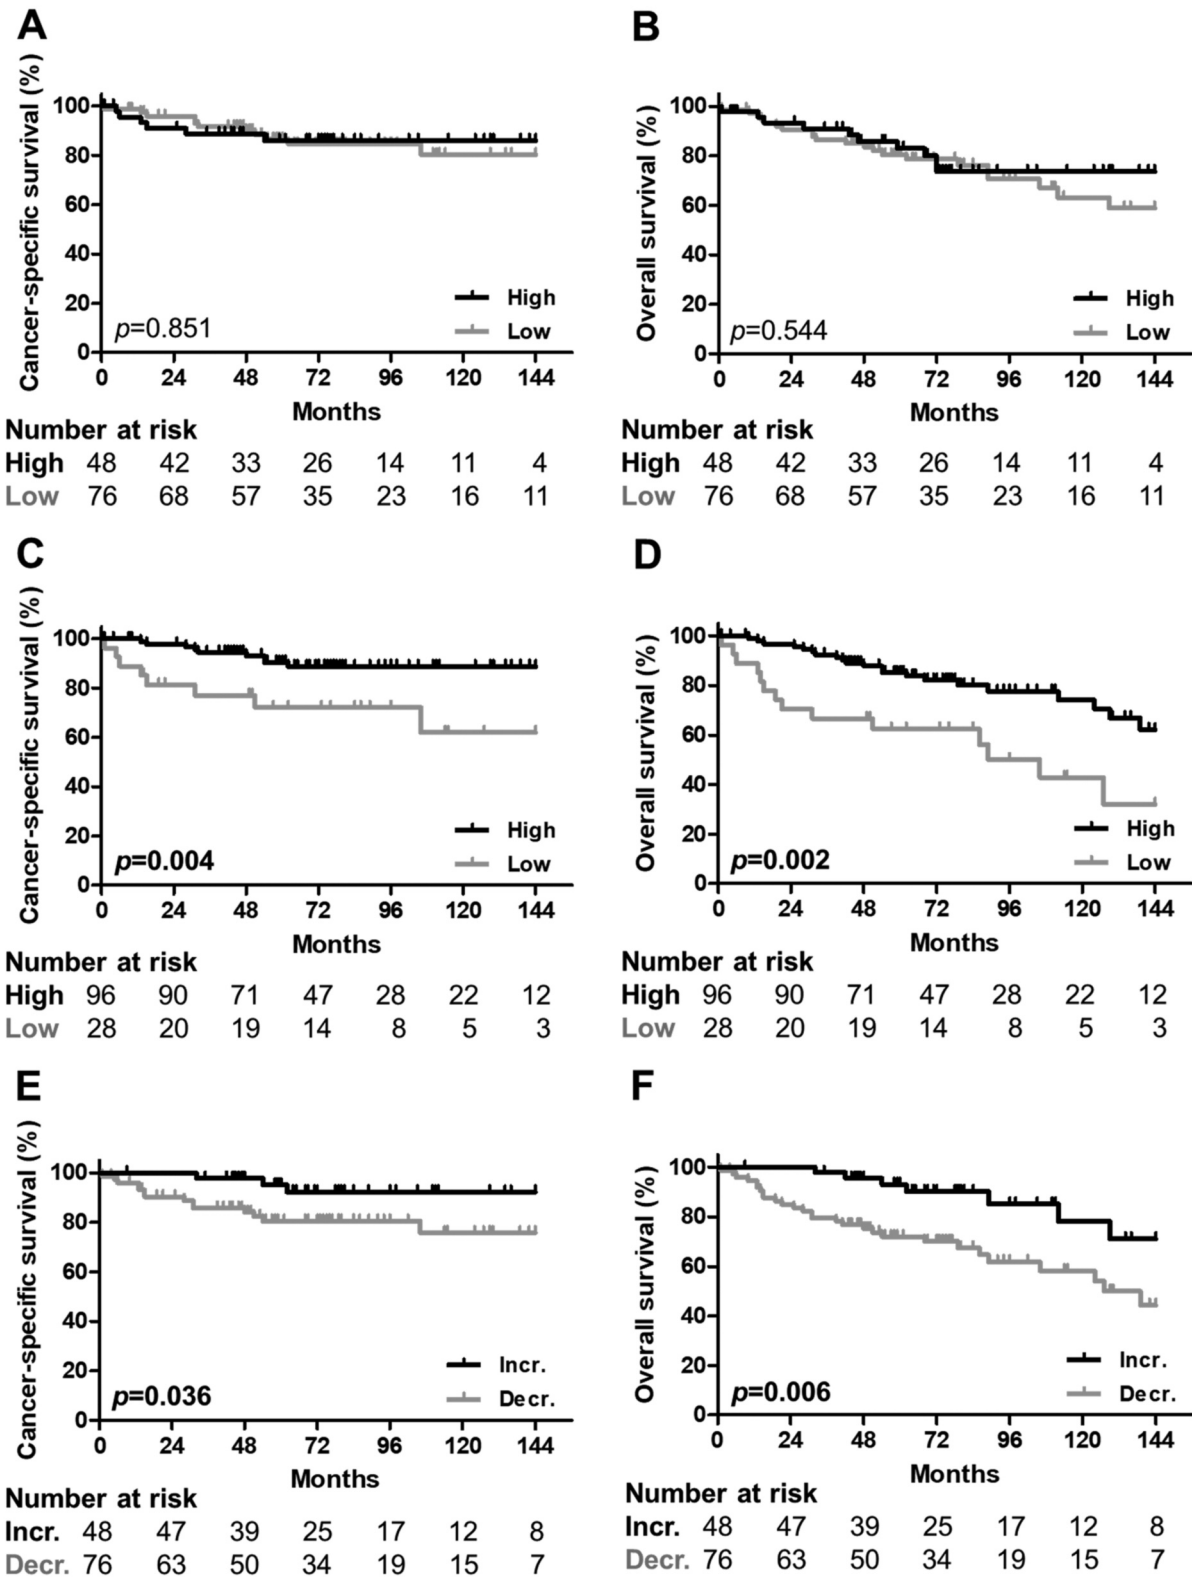 A
Cancer-specific survival (%)
100
80
60
40
20
0
High
Low
p=0.851
0 24 48 72 96 120 144
Months
Number at risk
High 48 42 33 26 14 11 4
Low 76 68 57 35 23 16 11
B
Overall survival (%)
100
80
60
40
20
0
High
Low
p=0.544
0 24 48 72 96 120 144
Months
Number at risk
High 48 42 33 26 14 11 4
Low 76 68 57 35 23 16 11
C
Cancer-specific survival (%)
100
80
60
40
20
0
High
Low
p=0.004
0 24 48 72 96 120 144
Months
Number at risk
High 96 90 71 47 28 22 12
Low 28 20 19 14 8 5 3
D
Overall survival (%)
100
80
60
40
20
0
High
Low
p=0.002
0 24 48 72 96 120 144
Months
Number at risk
High 96 90 71 47 28 22 12
Low 28 20 19 14 8 5 3
E
Cancer-specific survival (%)
100
80
60
40
20
0
Incr.
Decr.
p=0.036
0 24 48 72 96 120 144
Months
Number at risk
Incr. 48 47 39 25 17 12 8
Decr. 76 63 50 34 19 15 7
F
Overall survival (%)
100
80
60
40
20
0
Incr.
Decr.
p=0.006
0 24 48 72 96 120 144
Months
Number at risk
Incr. 48 47 39 25 17 12 8
Decr. 76 63 50 34 19 15 7